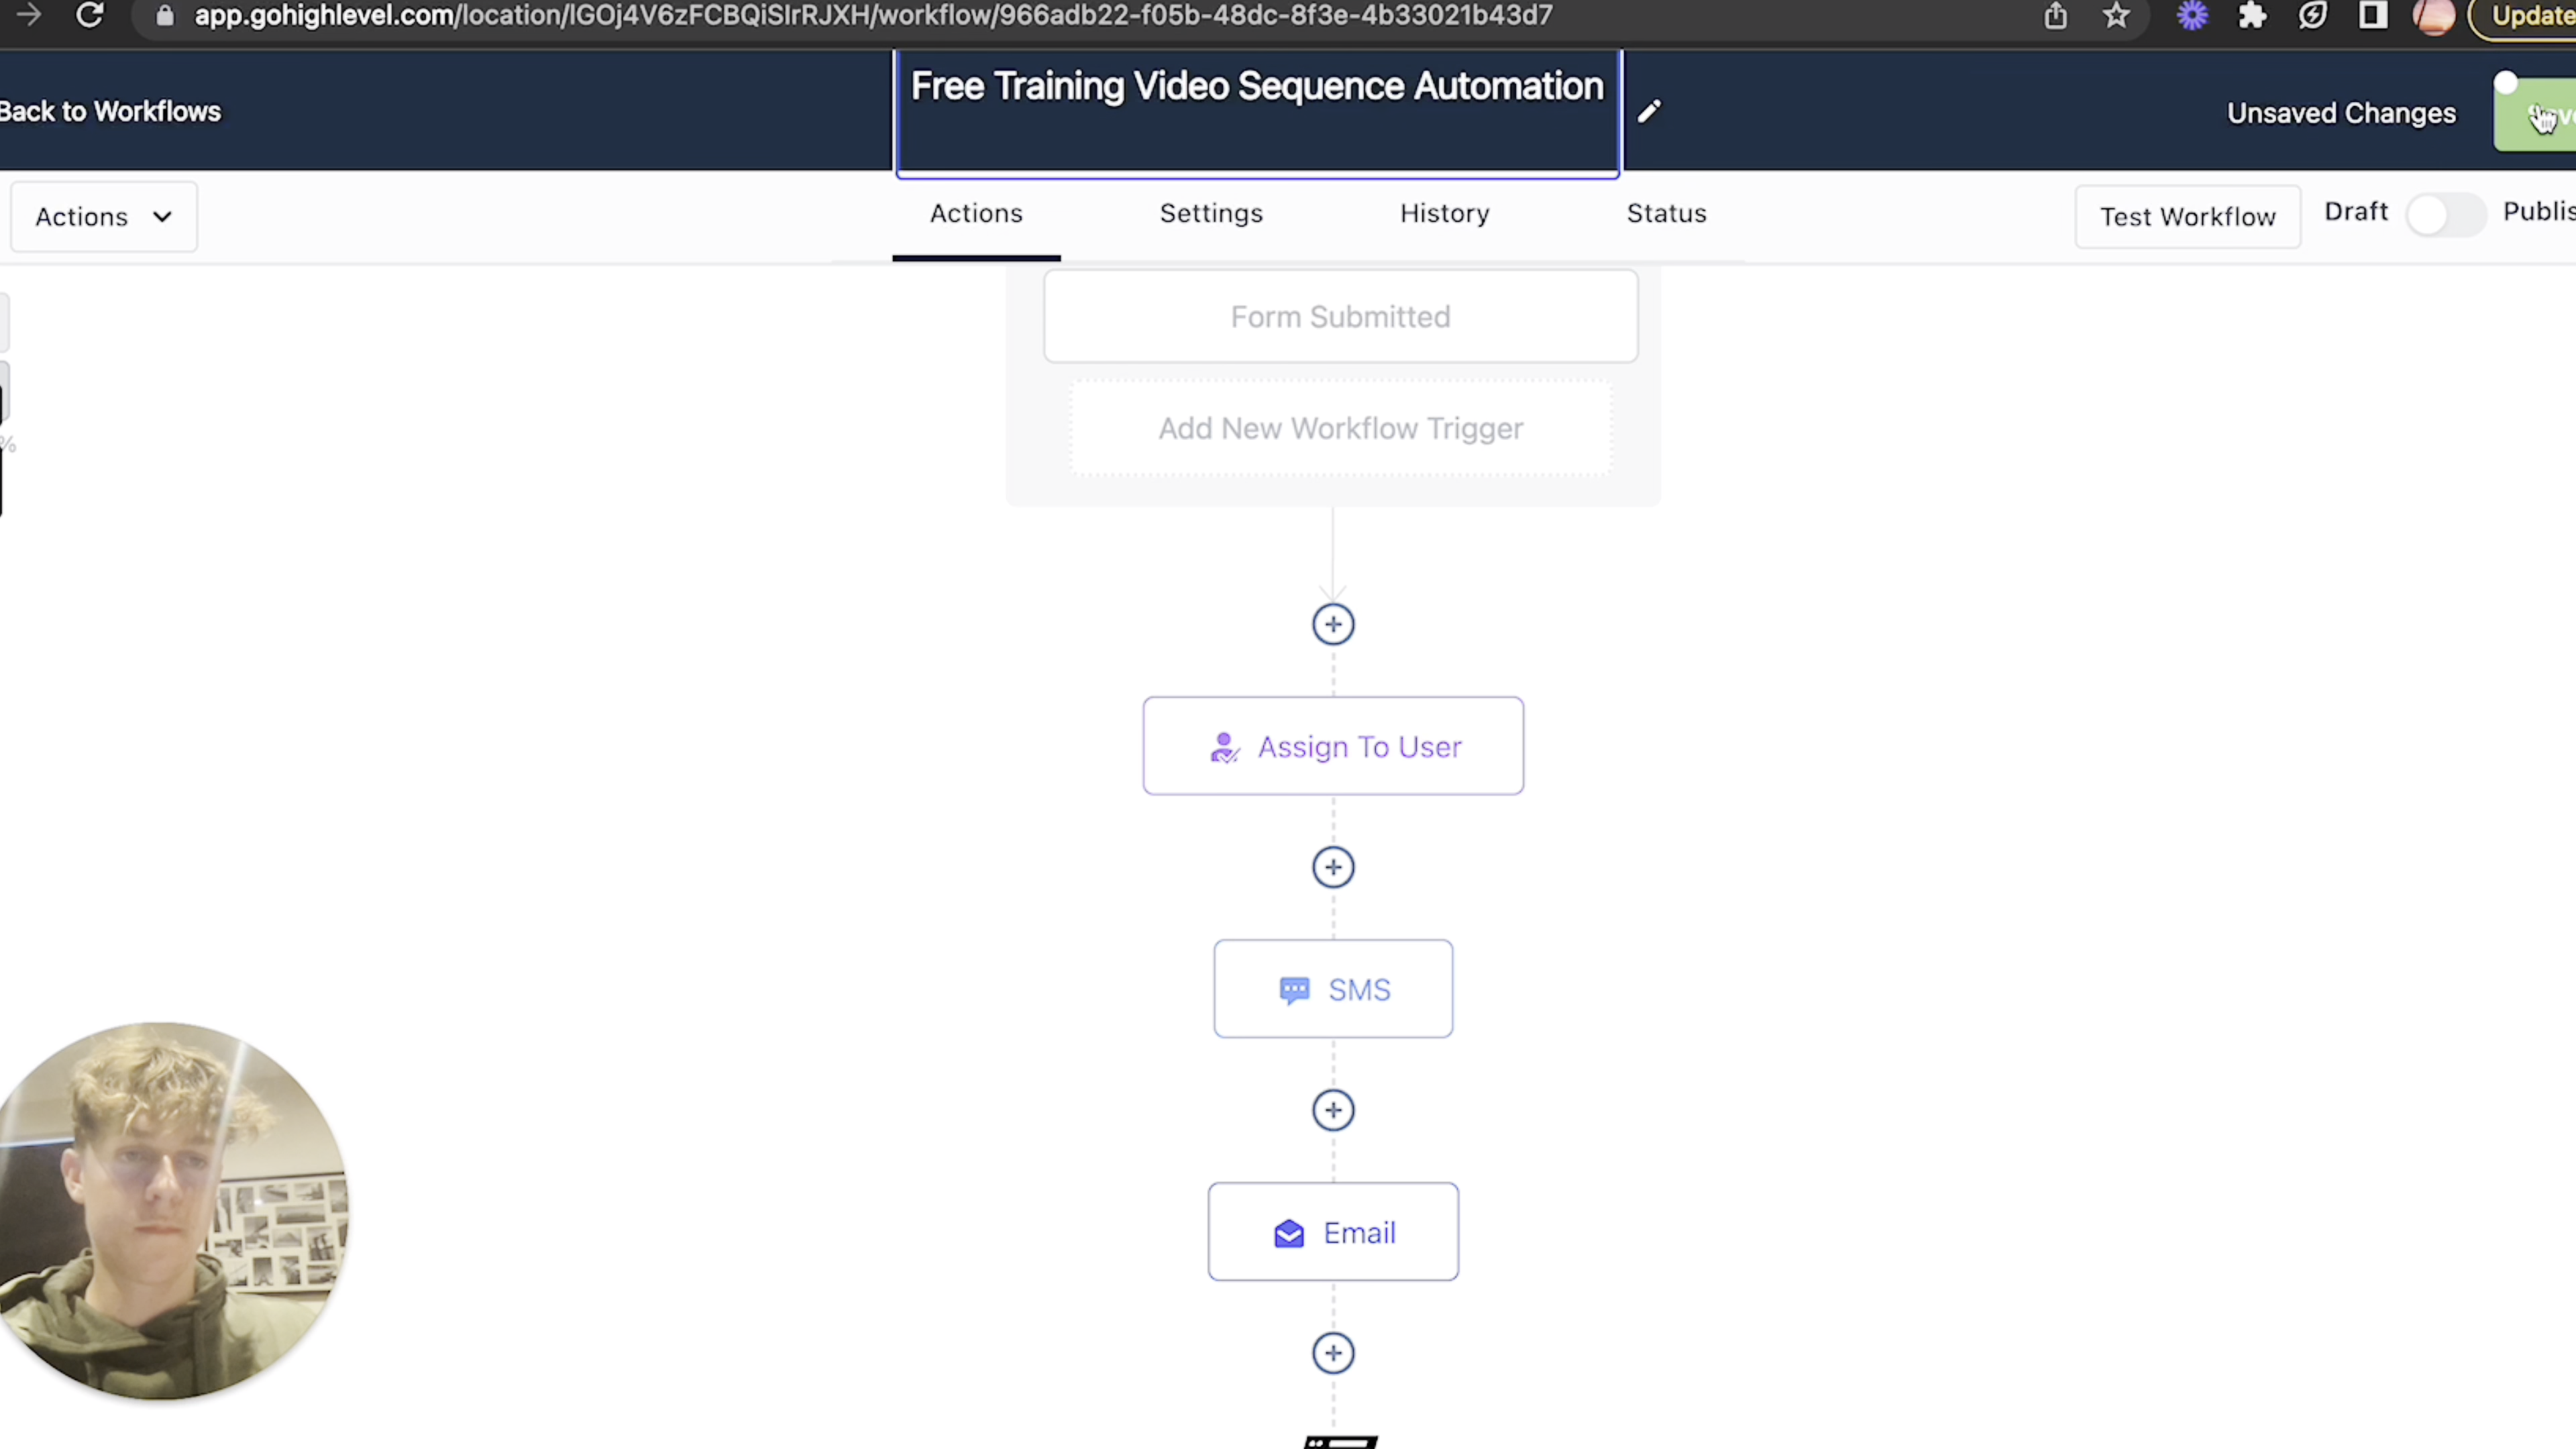 app.gohighlevel.com/location/IGOj4V6zFCBQiSIrRJXH/workflow/966adb22-f05b-48dc-8f3e-4b33021b43d7
Update
Back to Workflows
Free Training Video Sequence Automation
Unsaved Changes
Actions
Actions
Settings
History
Status
Test Workflow
Draft
Publis
%
Form Submitted
Add New Workflow Trigger
Assign To User
SMS
Email